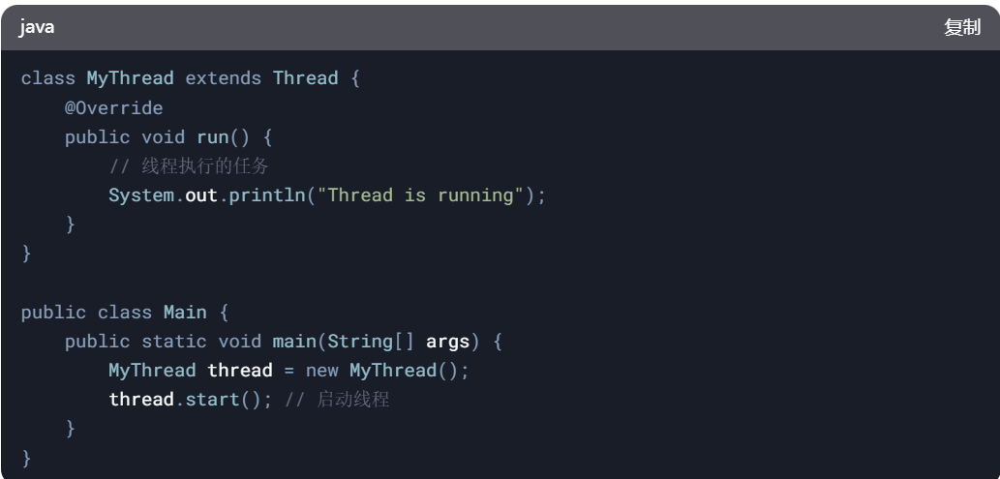 java
复制
class MyThread extends Thread {
    @Override
    public void run() {
        // 线程执行的任务
        System.out.println("Thread is running");
    }
}

public class Main {
    public static void main(String[] args) {
        MyThread thread = new MyThread();
        thread.start(); // 启动线程
    }
}